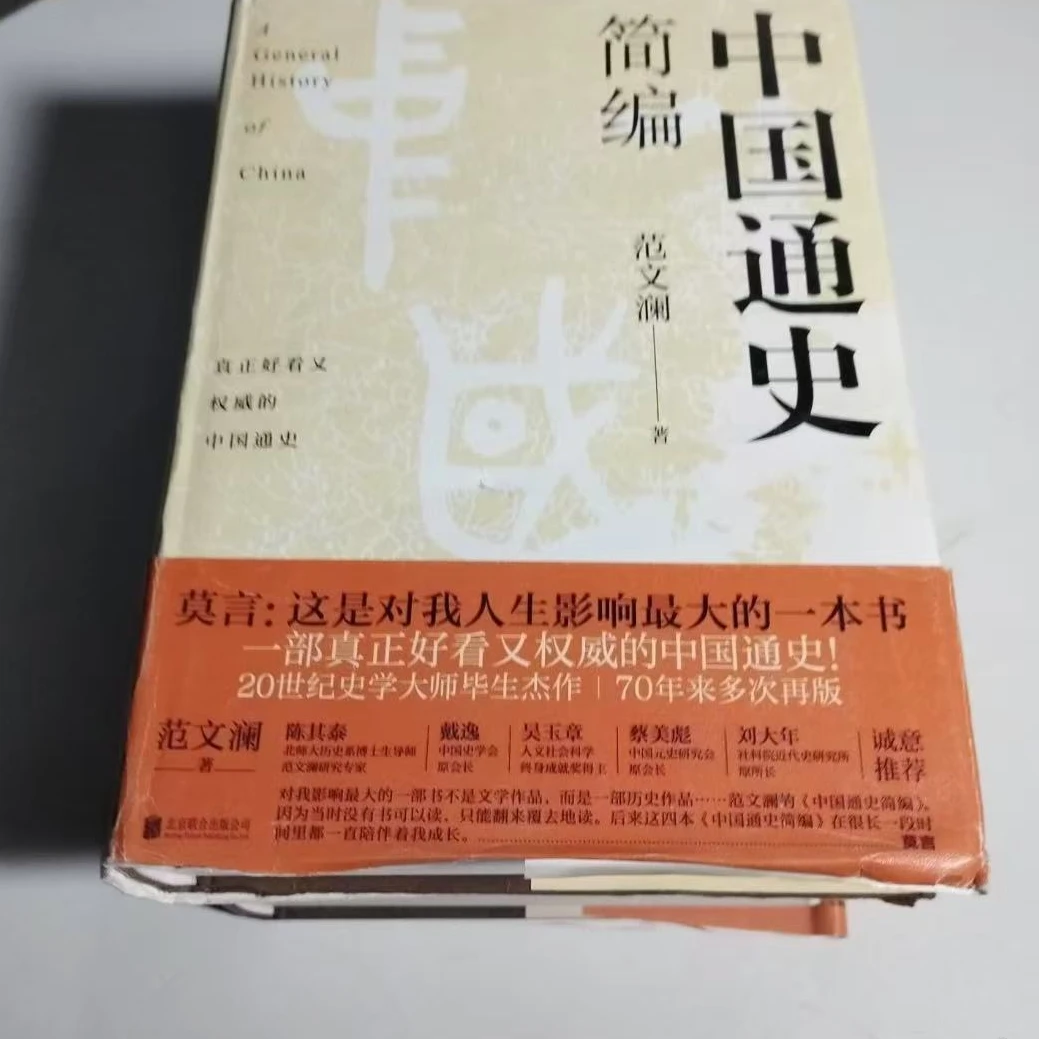 中国通史
简编
范文澜
著
A
General
History
of
China
真正好看又
权威的
中国通史
莫言：这是对我人生影响最大的一本书
一部真正好看又权威的中国通史！
20世纪史学大师毕生杰作｜70年来多次再版
范文澜
著
陈其泰
北师大历史系博士生导师
范文澜研究专家
戴逸
中国史学会
原会长
吴玉章
人文社会科学
终身成就奖得主
蔡美彪
中国元史研究会
原会长
刘大年
社科院近代史研究所
原所长
诚意
推荐
对我影响最大的一部书不是文学作品，而是一部历史作品……范文澜的《中国通史简编》。
因为当时没有书可以读，只能翻来覆去地读。后来这四本《中国通史简编》在很长一段时
间里都一直陪伴着我成长。
莫言
北京联合出版公司